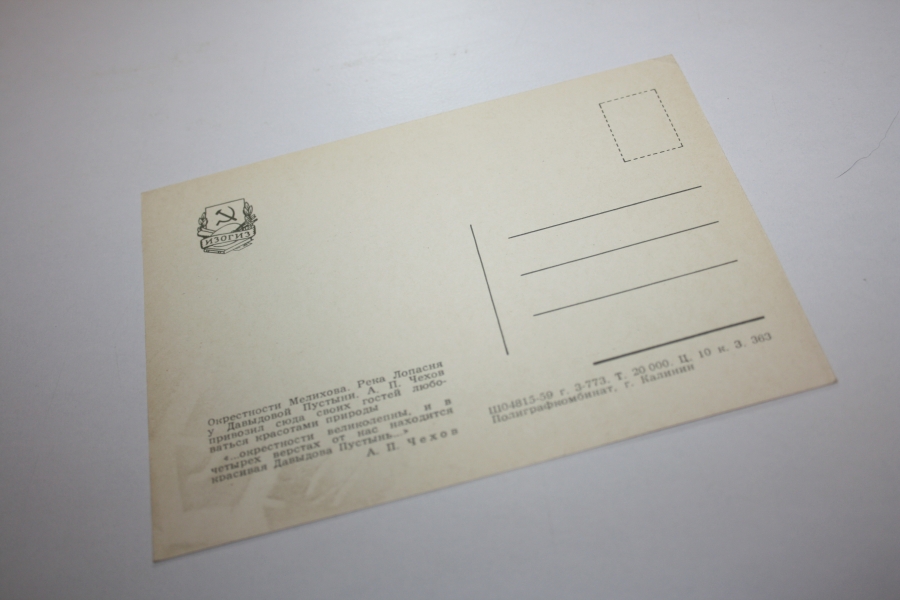 ИЗОГИЗ
Окрестности Мелихова. Река Лопасня
у Давыдовой Пустыни. А. П. Чехов
привозил сюда своих гостей любо-
ваться красотами природы
«...окрестности великолепны, и в
четырех верстах от нас находится
красивая Давыдова Пустынь...»
А. П. Чехов
Ш04815-59 г. З-773. Т. 20 000. Ц. 10 к. З. 363
Полиграфкомбинат, г. Калинин